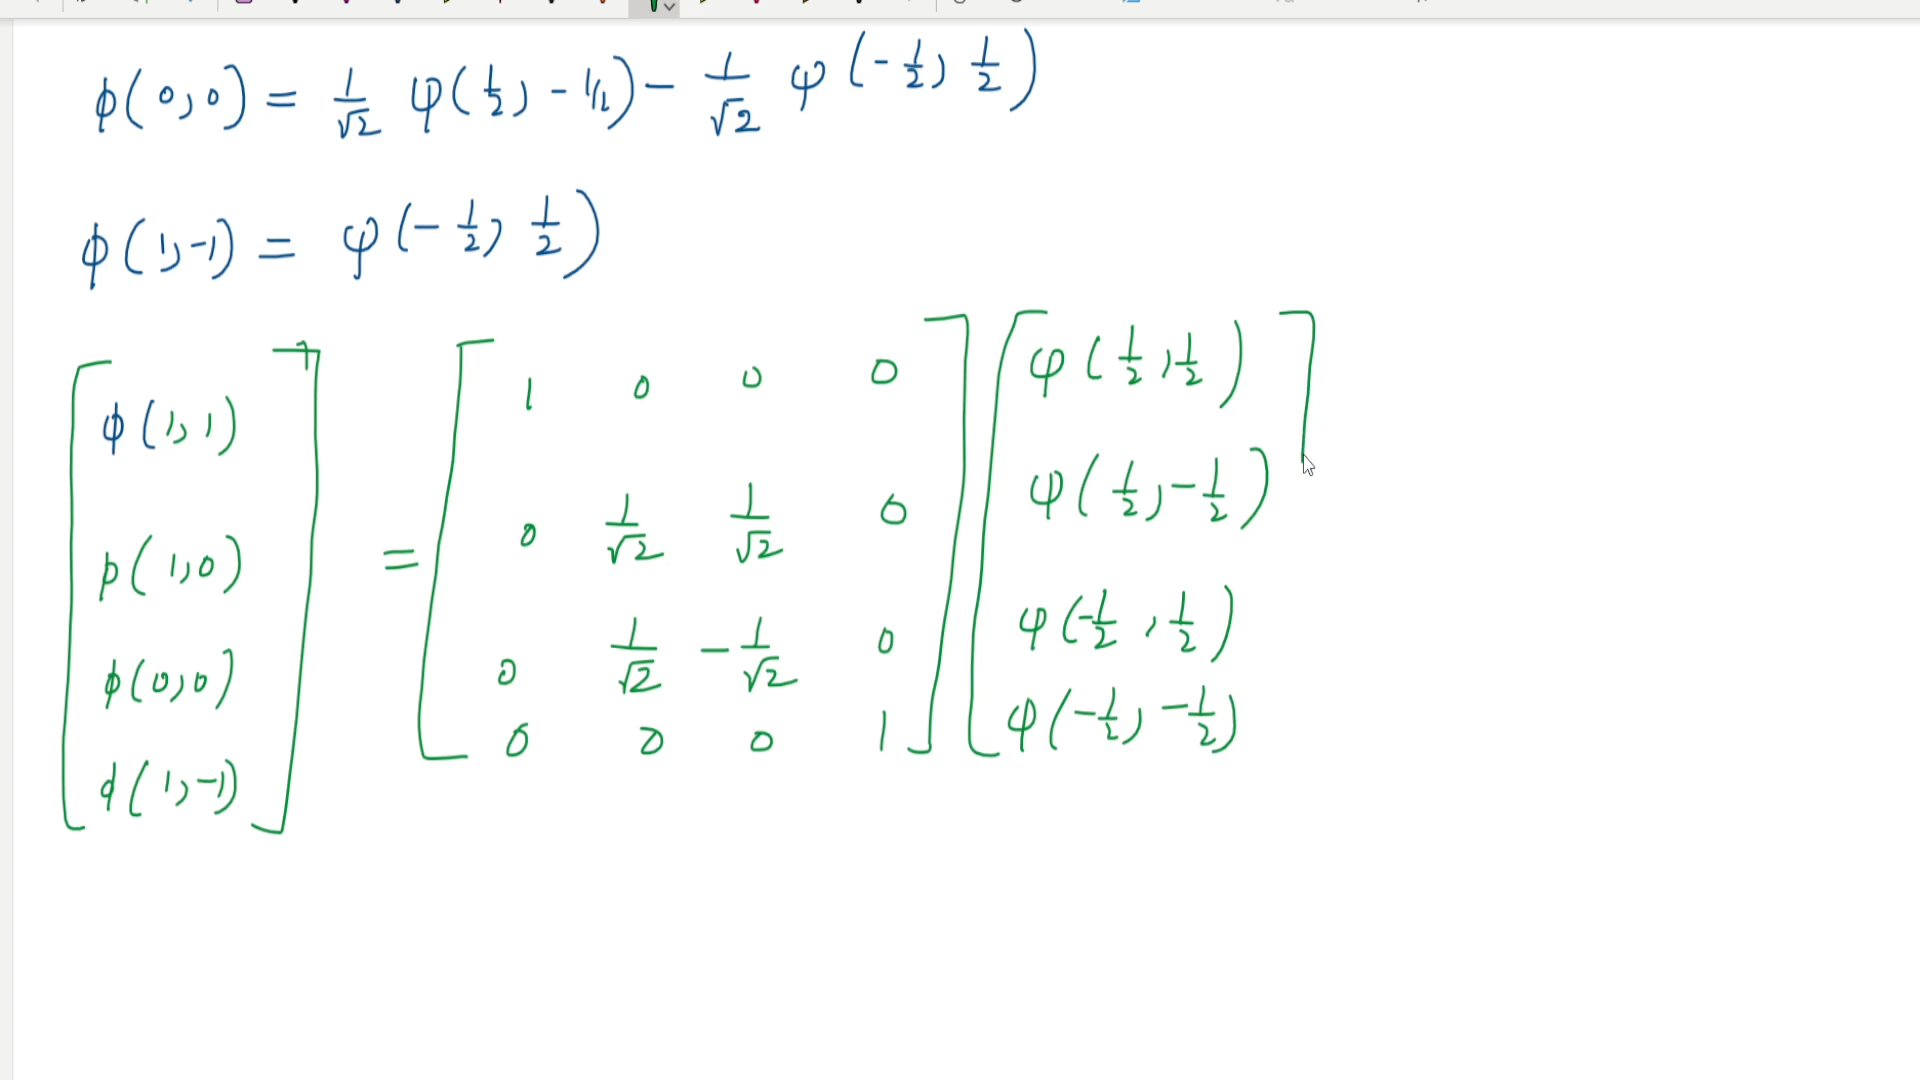 ϕ(0,0) = 1/√2 ψ(1/2, -1/2) - 1/√2 ψ(-1/2, 1/2)
ϕ(1,-1) = ψ(-1/2, 1/2)
[ϕ(1,1)] = [1 0 0 0] [ψ(1/2, 1/2)]
[ϕ(1,0)] [0 1/√2 1/√2 0] [ψ(1/2, -1/2)]
[ϕ(0,0)] [0 1/√2 -1/√2 0] [ψ(-1/2, 1/2)]
[ϕ(1,-1)] [0 0 0 1] [ψ(-1/2, -1/2)]